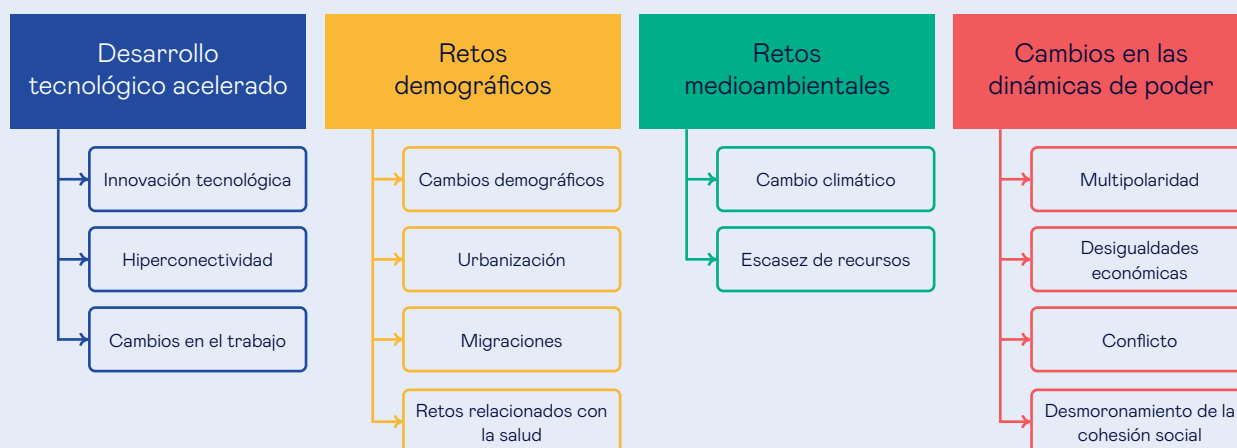 Desarrollo
tecnológico acelerado
Innovación tecnológica
Hiperconectividad
Cambios en el trabajo
Retos
demográficos
Cambios demográficos
Urbanización
Migraciones
Retos relacionados con
la salud
Retos
medioambientales
Cambio climático
Escasez de recursos
Cambios en las
dinámicas de poder
Multipolaridad
Desigualdades
económicas
Conflicto
Desmoronamiento de la
cohesión social